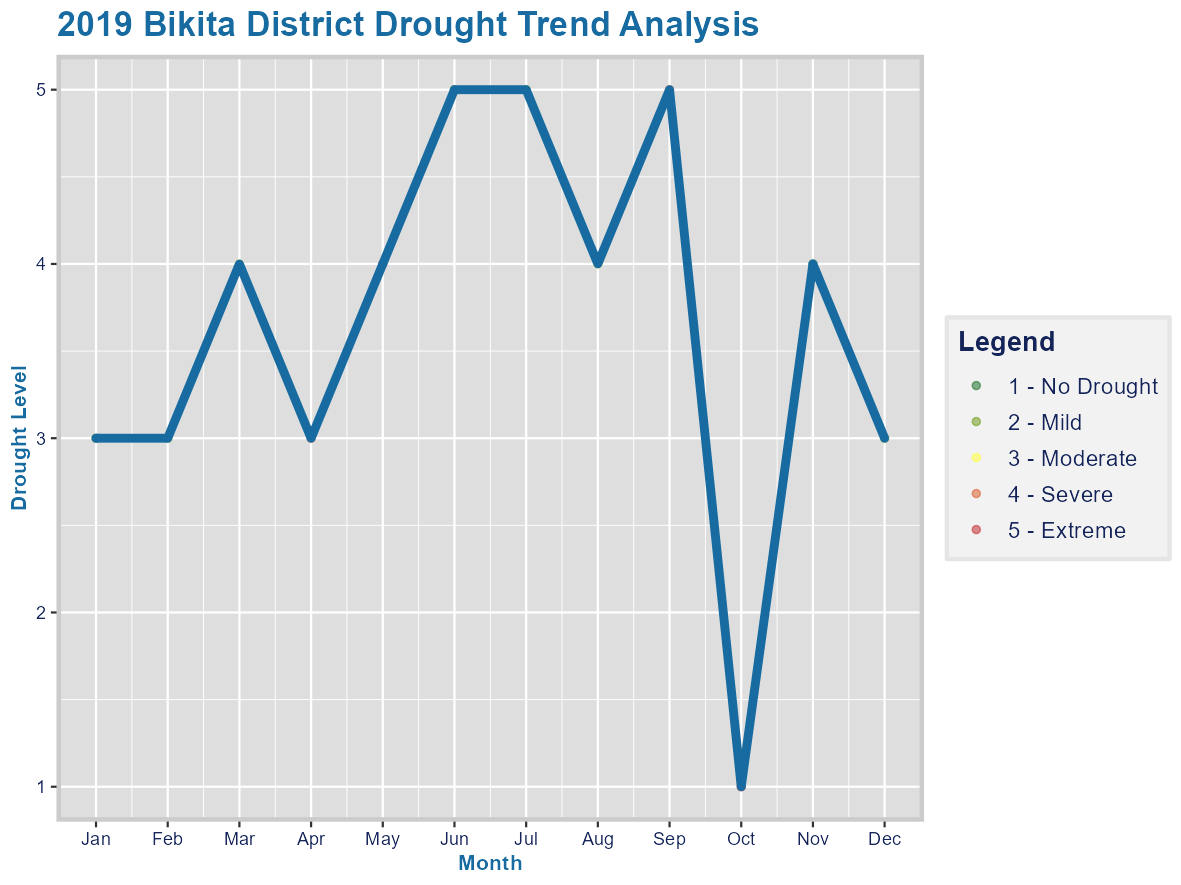 2019 Bikita District Drought Trend Analysis
5
4
3
2
1
Drought Level
Jan Feb Mar Apr May Jun Jul Aug Sep Oct Nov Dec
Month
Legend
1 - No Drought
2 - Mild
3 - Moderate
4 - Severe
5 - Extreme